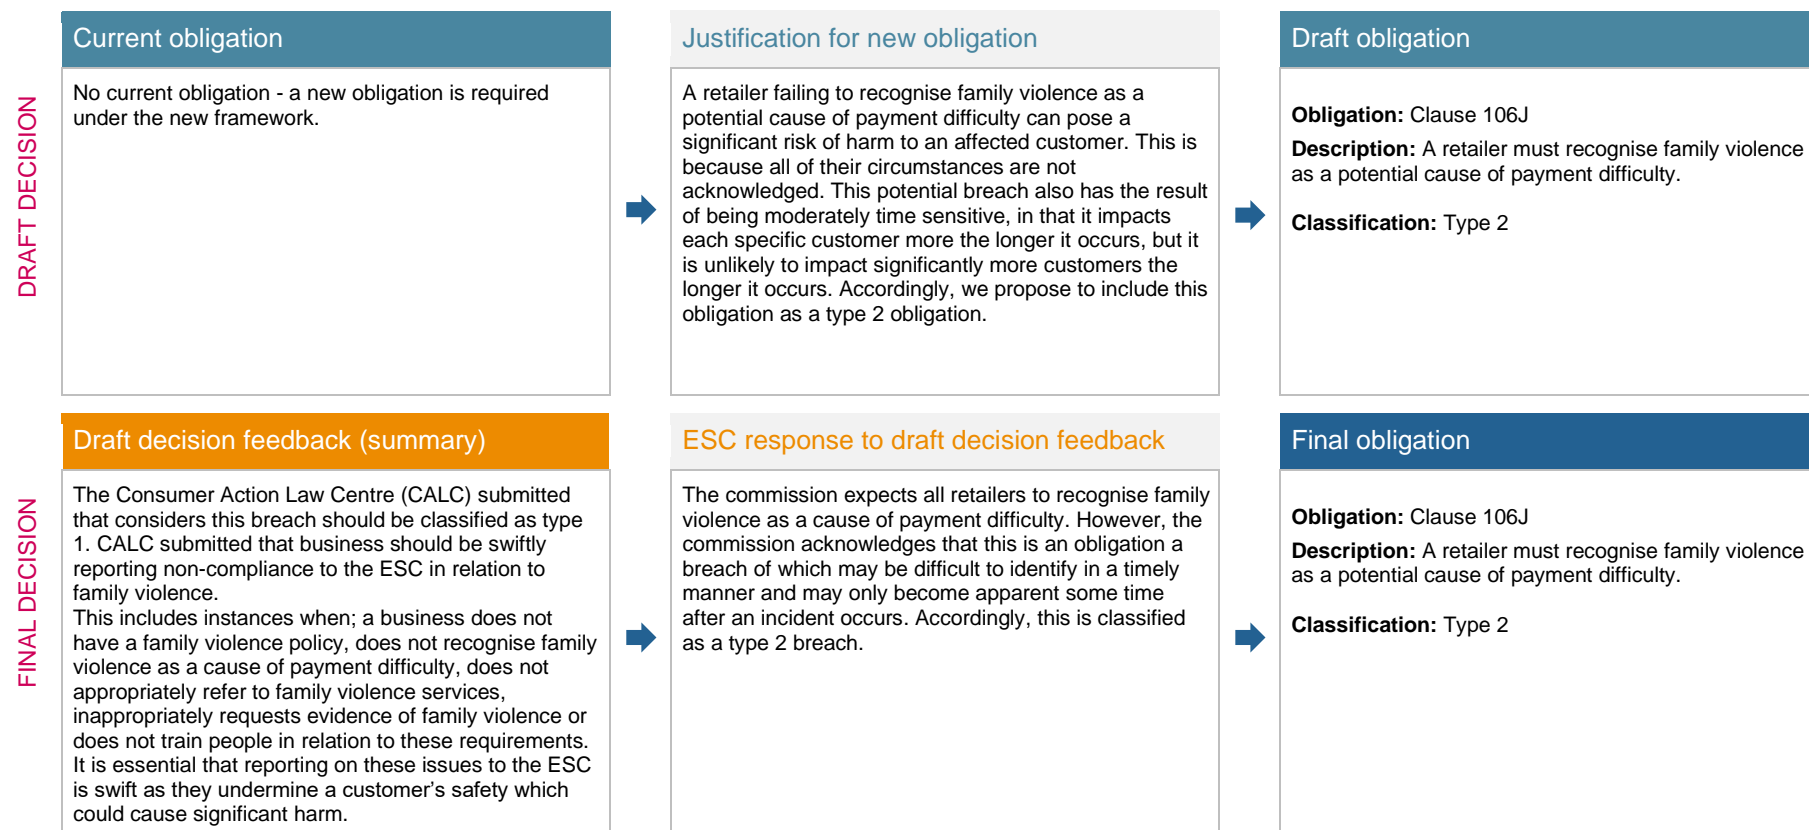 DRAFT DECISION
Current obligation
No current obligation - a new obligation is required
under the new framework.
Justification for new obligation
A retailer failing to recognise family violence as a
potential cause of payment difficulty can pose a
significant risk of harm to an affected customer. This is
because all of their circumstances are not
acknowledged. This potential breach also has the result
of being moderately time sensitive, in that it impacts
each specific customer more the longer it occurs, but it
is unlikely to impact significantly more customers the
longer it occurs. Accordingly, we propose to include this
obligation as a type 2 obligation.
Draft obligation
Obligation: Clause 106J
Description: A retailer must recognise family violence
as a potential cause of payment difficulty.
Classification: Type 2
FINAL DECISION
Draft decision feedback (summary)
The Consumer Action Law Centre (CALC) submitted
that considers this breach should be classified as type
1. CALC submitted that business should be swiftly
reporting non-compliance to the ESC in relation to
family violence.
This includes instances when; a business does not
have a family violence policy, does not recognise family
violence as a cause of payment difficulty, does not
appropriately refer to family violence services,
inappropriately requests evidence of family violence or
does not train people in relation to these requirements.
It is essential that reporting on these issues to the ESC
is swift as they undermine a customer's safety which
could cause significant harm.
ESC response to draft decision feedback
The commission expects all retailers to recognise family
violence as a cause of payment difficulty. However, the
commission acknowledges that this is an obligation a
breach of which may be difficult to identify in a timely
manner and may only become apparent some time
after an incident occurs. Accordingly, this is classified
as a type 2 breach.
Final obligation
Obligation: Clause 106J
Description: A retailer must recognise family violence
as a potential cause of payment difficulty.
Classification: Type 2